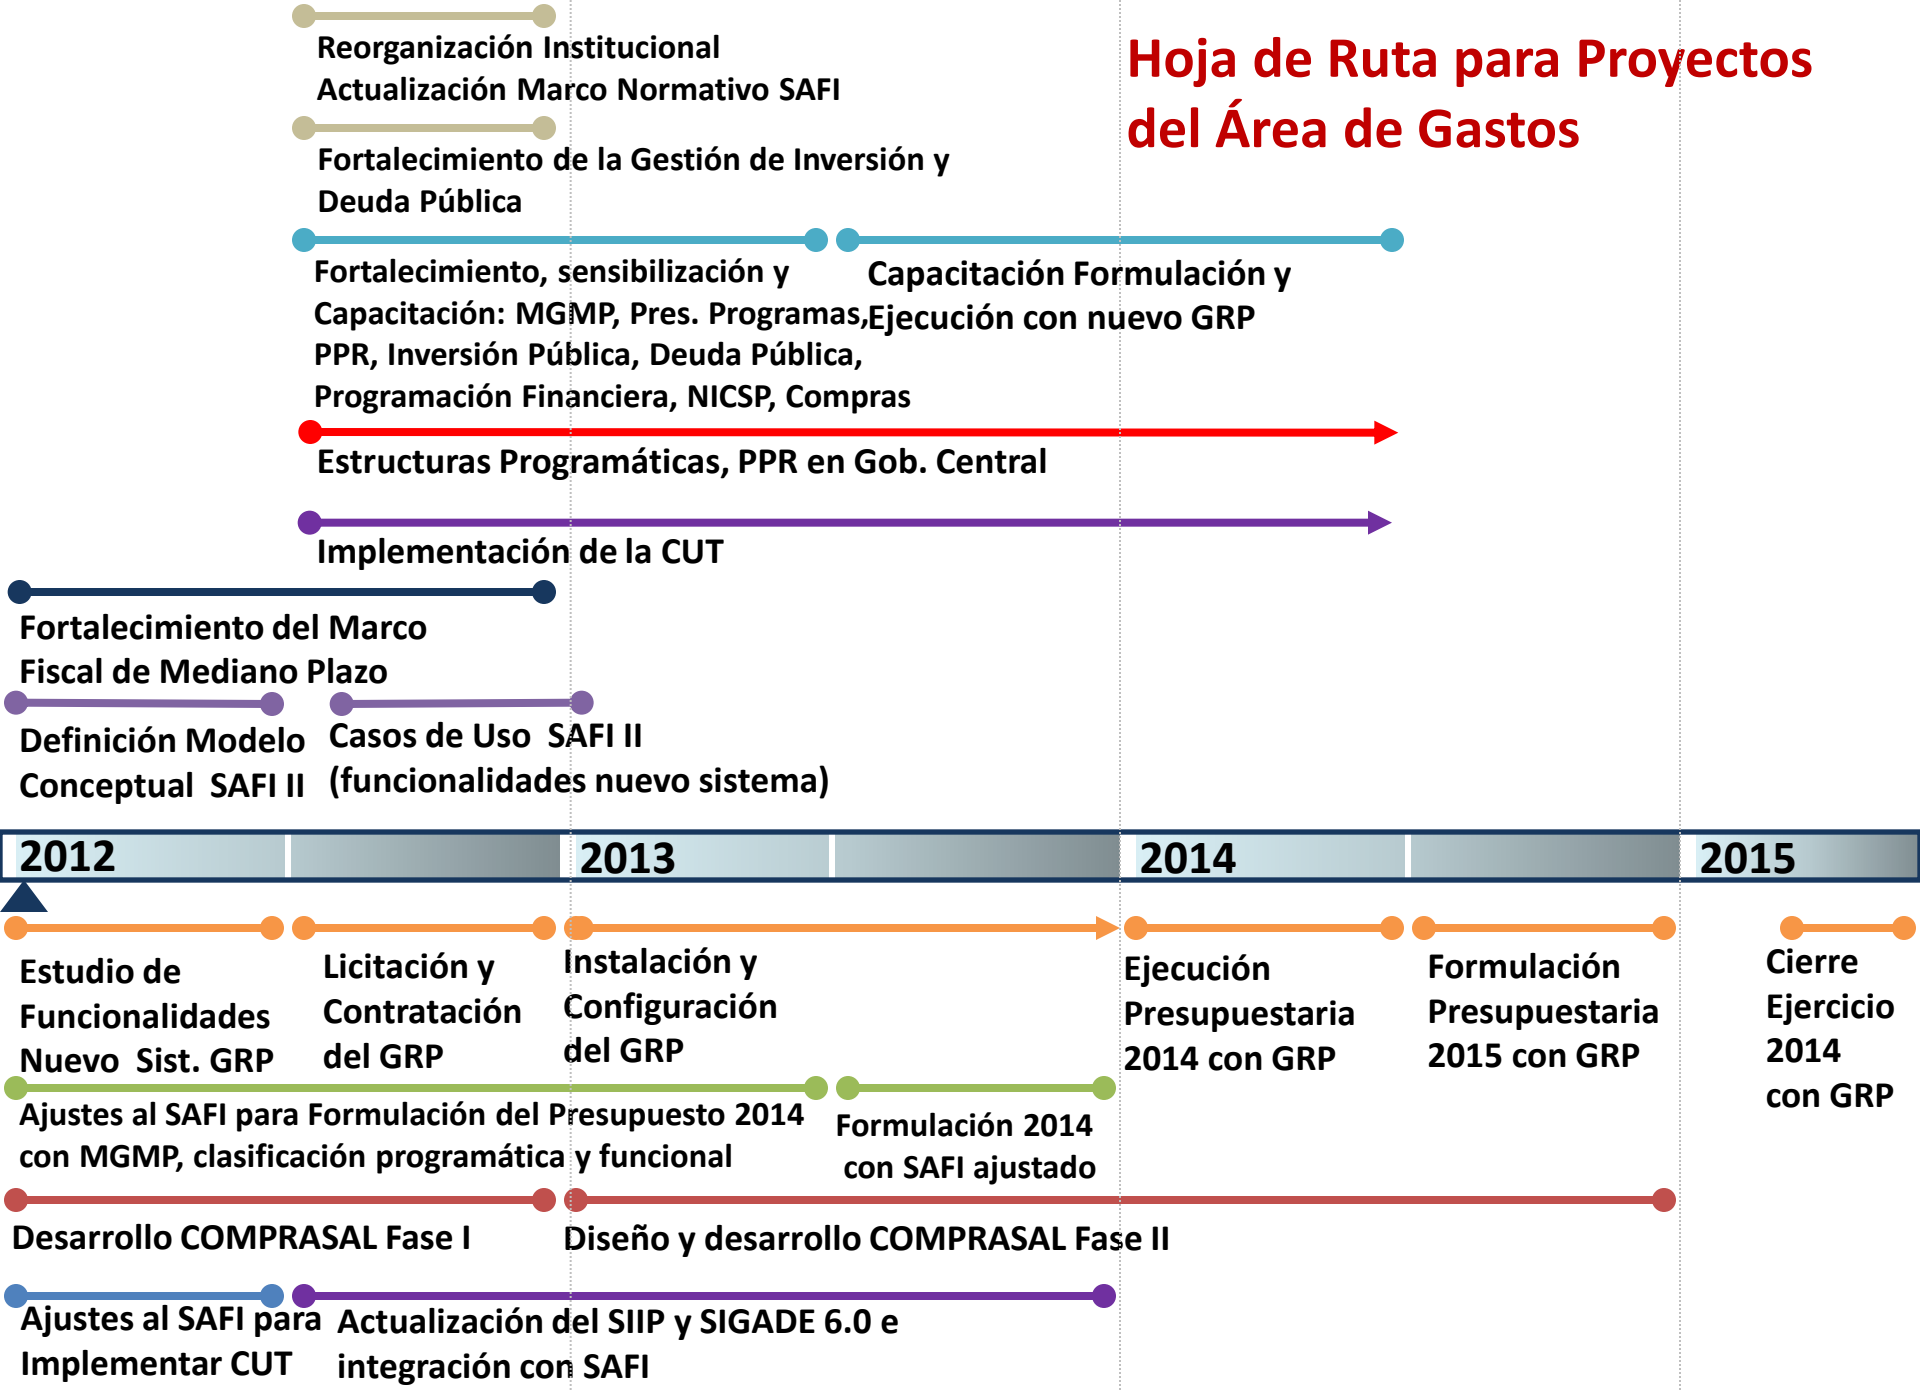 Hoja de Ruta para Proyectos
del Área de Gastos
Reorganización Institucional
Actualización Marco Normativo SAFI
Fortalecimiento de la Gestión de Inversión y
Deuda Pública
Fortalecimiento, sensibilización y
Capacitación: MGMP, Pres. Programas,
PPR, Inversión Pública, Deuda Pública,
Programación Financiera, NICSP, Compras
Capacitación Formulación y
Ejecución con nuevo GRP
Estructuras Programáticas, PPR en Gob. Central
Implementación de la CUT
Fortalecimiento del Marco
Fiscal de Mediano Plazo
Definición Modelo
Conceptual SAFI II
Casos de Uso SAFI II
(funcionalidades nuevo sistema)
2012
2013
2014
2015
Estudio de
Funcionalidades
Nuevo Sist. GRP
Licitación y
Contratación
del GRP
Instalación y
Configuración
del GRP
Ejecución
Presupuestaria
2014 con GRP
Formulación
Presupuestaria
2015 con GRP
Cierre
Ejercicio
2014
con GRP
Ajustes al SAFI para Formulación del Presupuesto 2014
con MGMP, clasificación programática y funcional
Formulación 2014
con SAFI ajustado
Desarrollo COMPRASAL Fase I
Diseño y desarrollo COMPRASAL Fase II
Ajustes al SAFI para
Implementar CUT
Actualización del SIIP y SIGADE 6.0 e
integración con SAFI